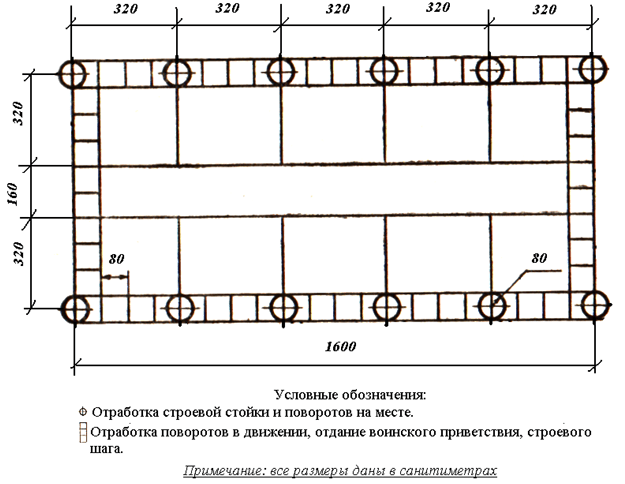 320 320 320 320 320
320
160
320
80
80
1600
Условные обозначения:
Отработка строевой стойки и поворотов на месте.
Отработка поворотов в движении, отдание воинского приветствия, строевого
шага.
Примечание: все размеры даны в санитиметрах